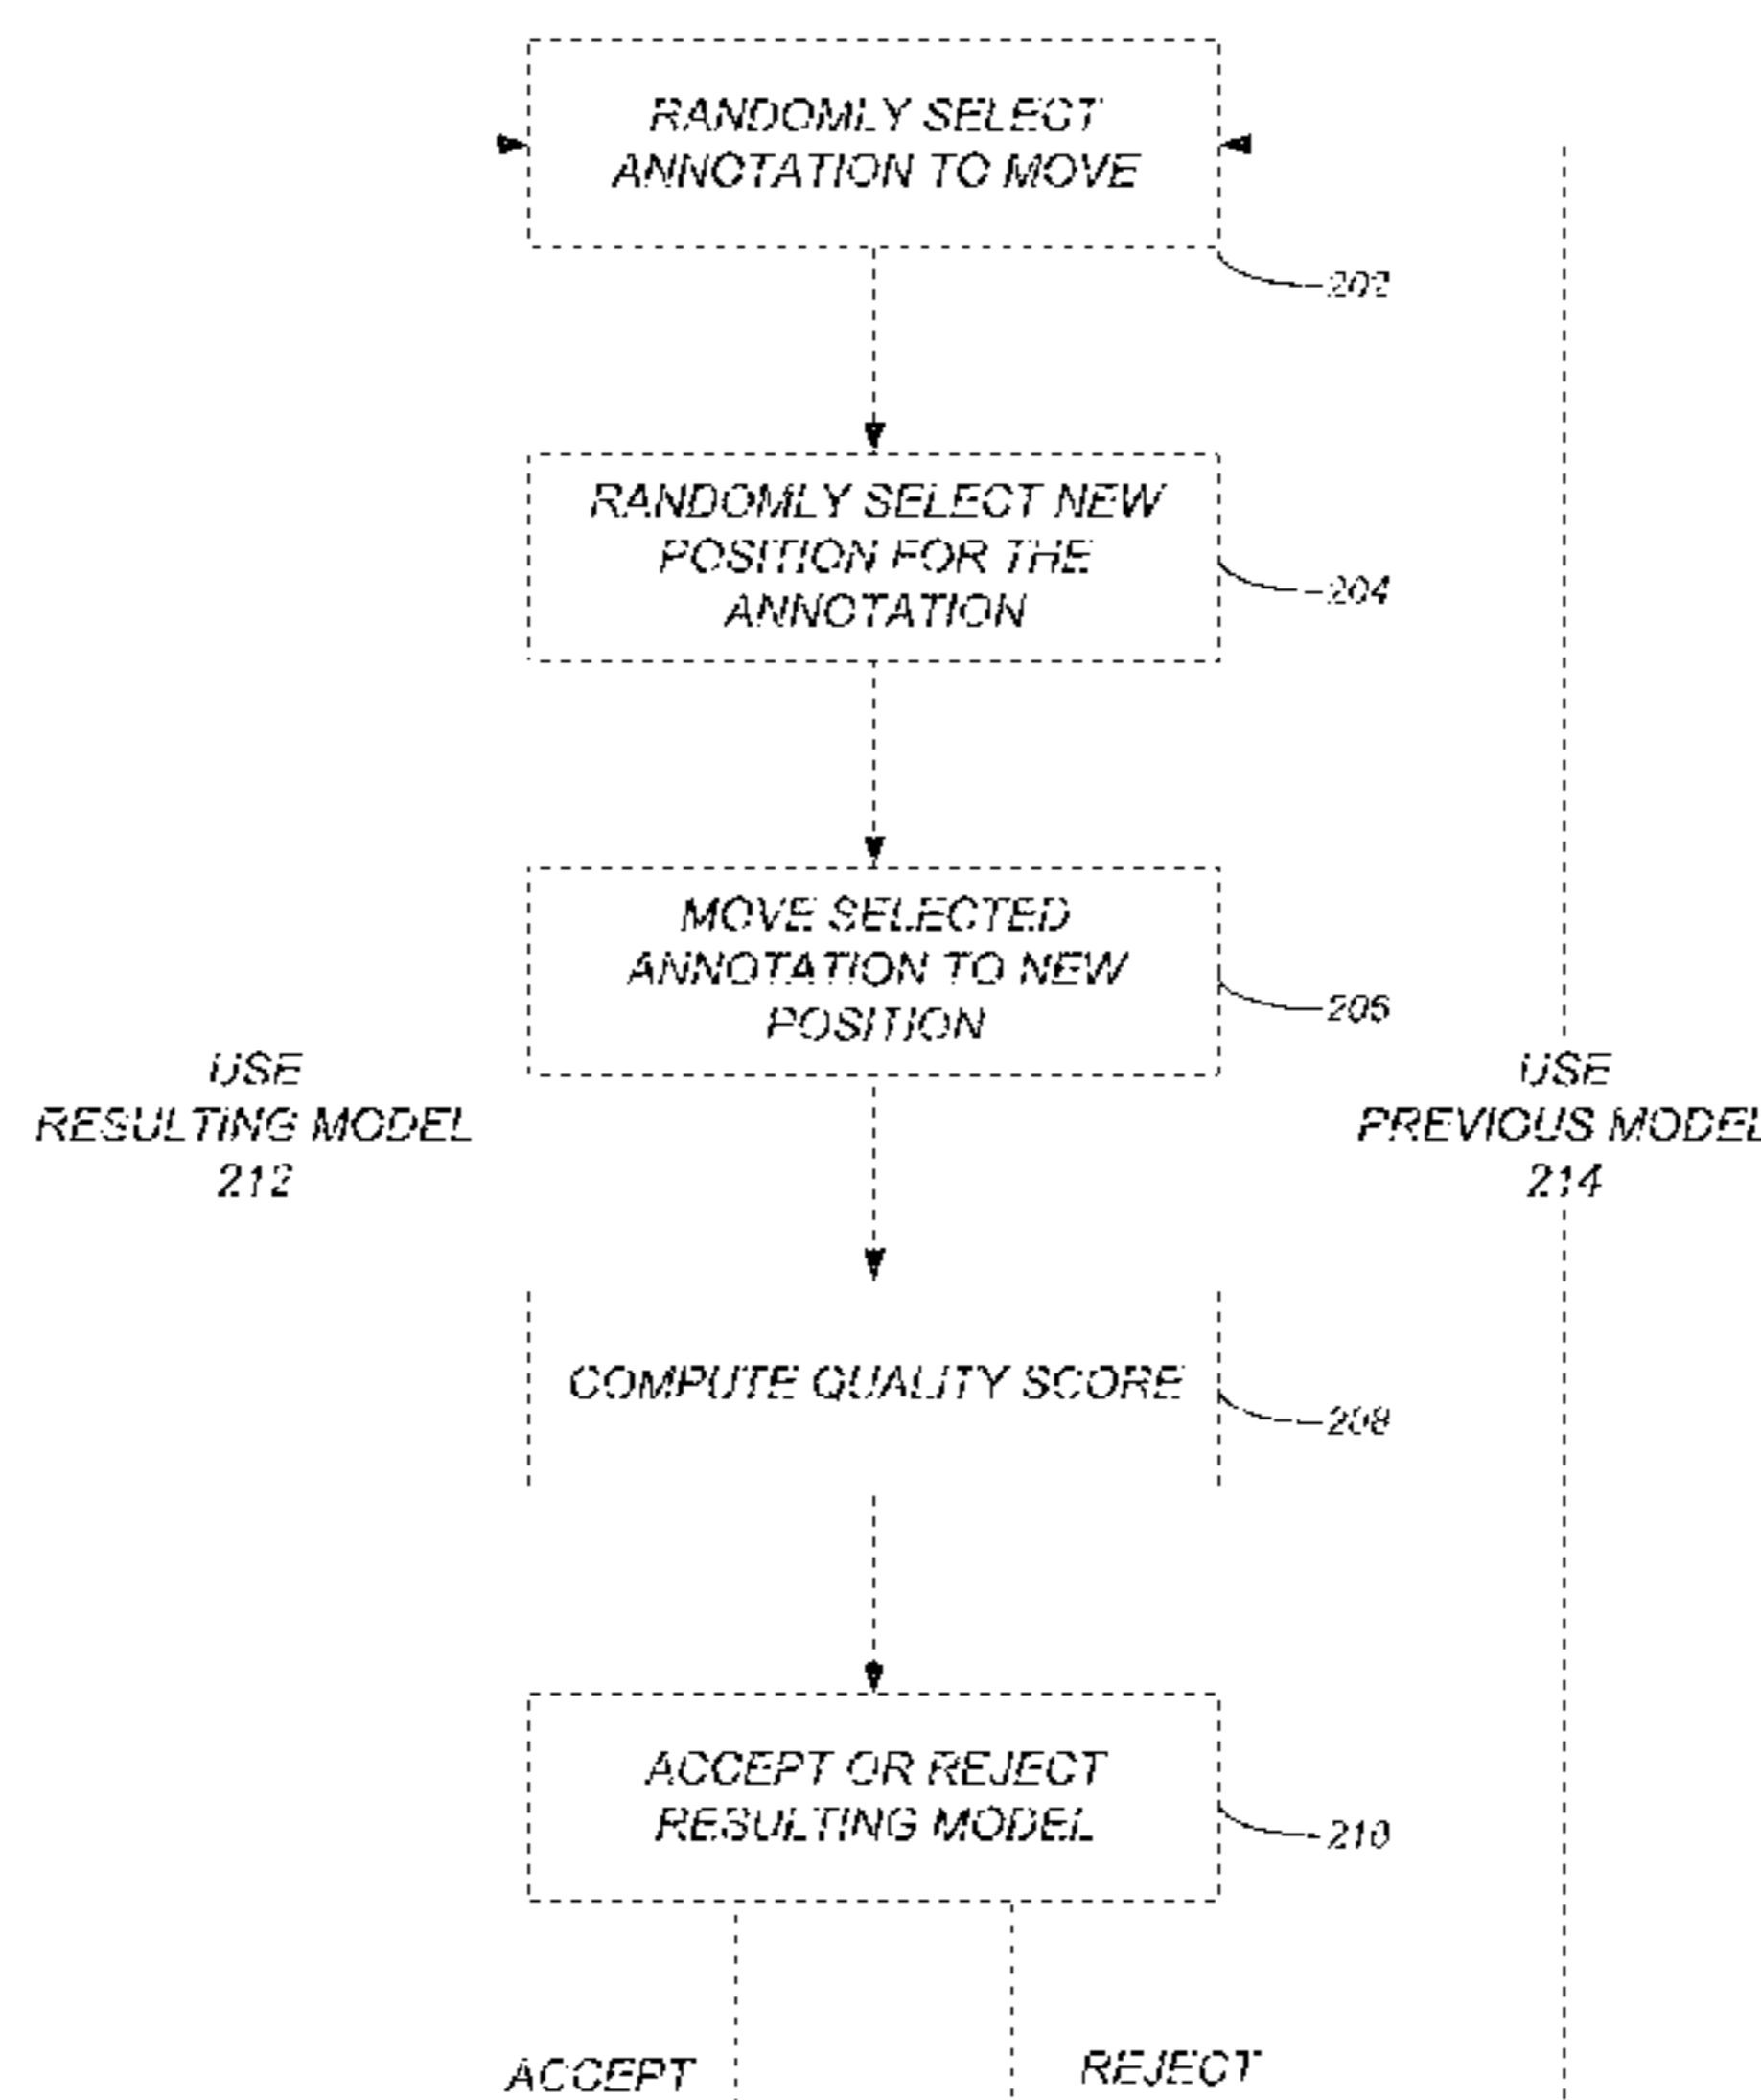 RANDOMLY SELECT
ANNOTATION TO MOVE
202
RANDOMLY SELECT NEW
POSITION FOR THE
ANNOTATION
204
MOVE SELECTED
ANNOTATION TO NEW
POSITION
206
USE
RESULTING MODEL
212
USE
PREVIOUS MODEL
214
COMPUTE QUALITY SCORE
208
ACCEPT OR REJECT
RESULTING MODEL
210
ACCEPT
REJECT